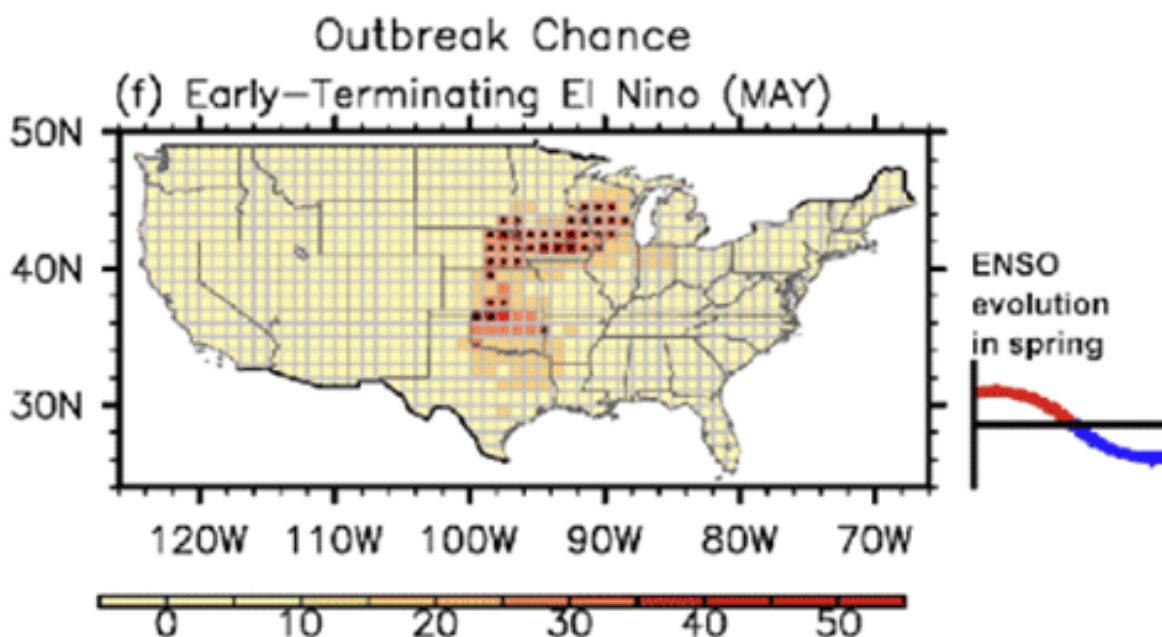 Outbreak Chance
(f) Early-Terminating El Nino (MAY)
50N
40N
30N
120W 110W 100W 90W 80W 70W
0 10 20 30 40 50
ENSO
evolution
in spring